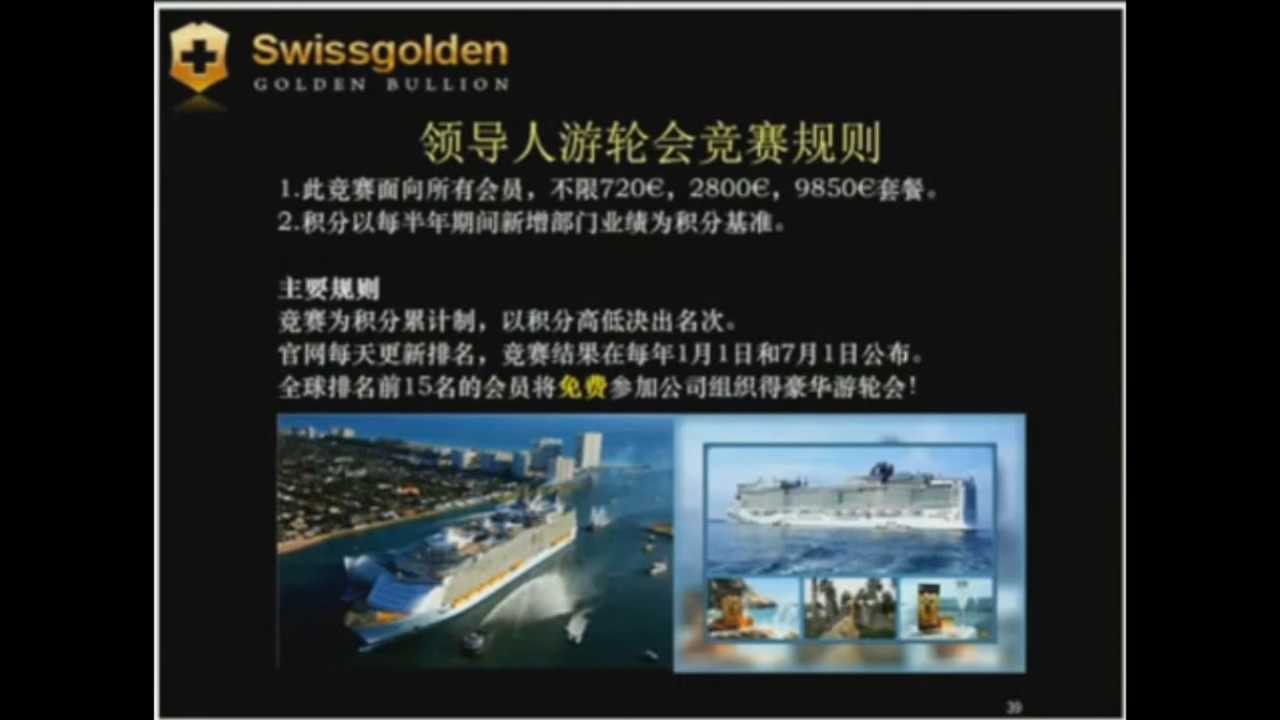 Swissgolden
GOLDEN BULLION
领导人游轮会竞赛规则
1.此竞赛面向所有会员，不限720€，2800€，9850€套餐。
2.积分以每半年期间新增部门业绩为积分基准。
主要规则
竞赛为积分累计制，以积分高低决出名次。
官网每天更新排名，竞赛结果在每年1月1日和7月1日公布。
全球排名前15名的会员将免费参加公司组织得豪华游轮会！
39